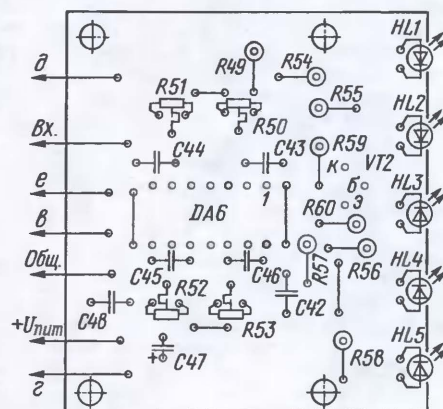 HL1
д
R49
R54
R51
R55
HL2
R50
Вх.
C44
C43
R59
к
VT2
е
1
б
HL3
DA6
э
в
R60
Общ.
C45
C46
R57
R56
HL4
R52
C48
R53
C42
+Uпит
C47
R58
HL5
+
г